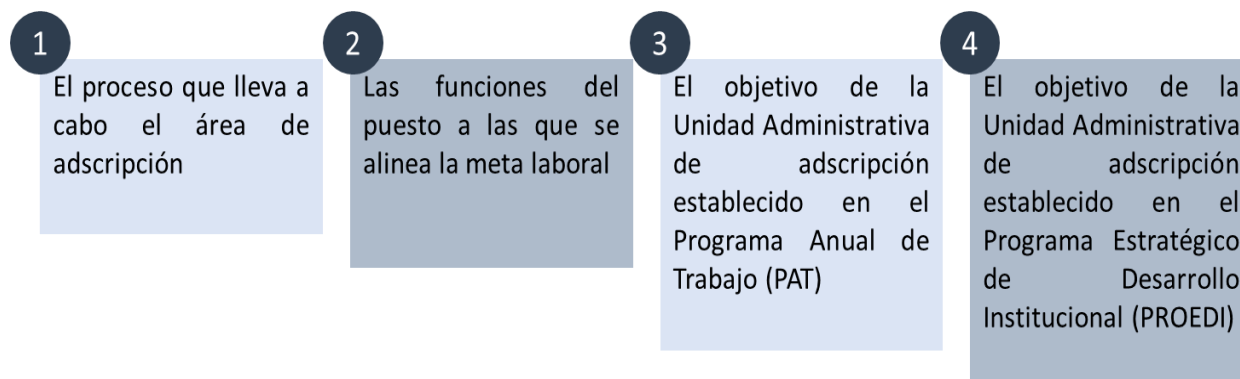 1
El proceso que lleva a
cabo el área de
adscripción
2
Las funciones del
puesto a las que se
alinea la meta laboral
3
El objetivo de la
Unidad Administrativa
de adscripción
establecido en el
Programa Anual de
Trabajo (PAT)
4
El objetivo de la
Unidad Administrativa
de adscripción
establecido en el
Programa Estratégico
de Desarrollo
Institucional (PROEDI)